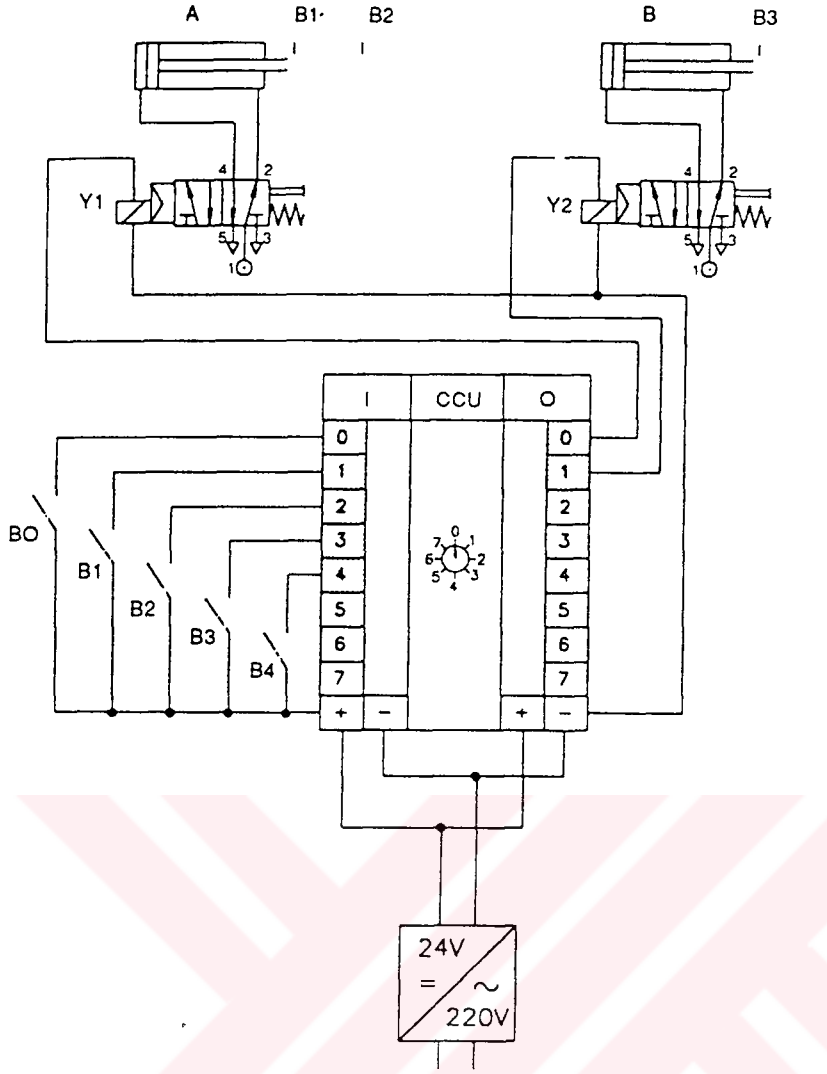 A B1 B2 B B3
4 2 4 2
Y1 Y2
5 3 5 3
1 1
I CCU O
0 0
1 1
2 2
BO 3 3
B1 4 4
B2 5 5
B3 6 6
B4 7 7
+ - + -
0
7 1
6 2
5 3
4
24V
= ~
220V